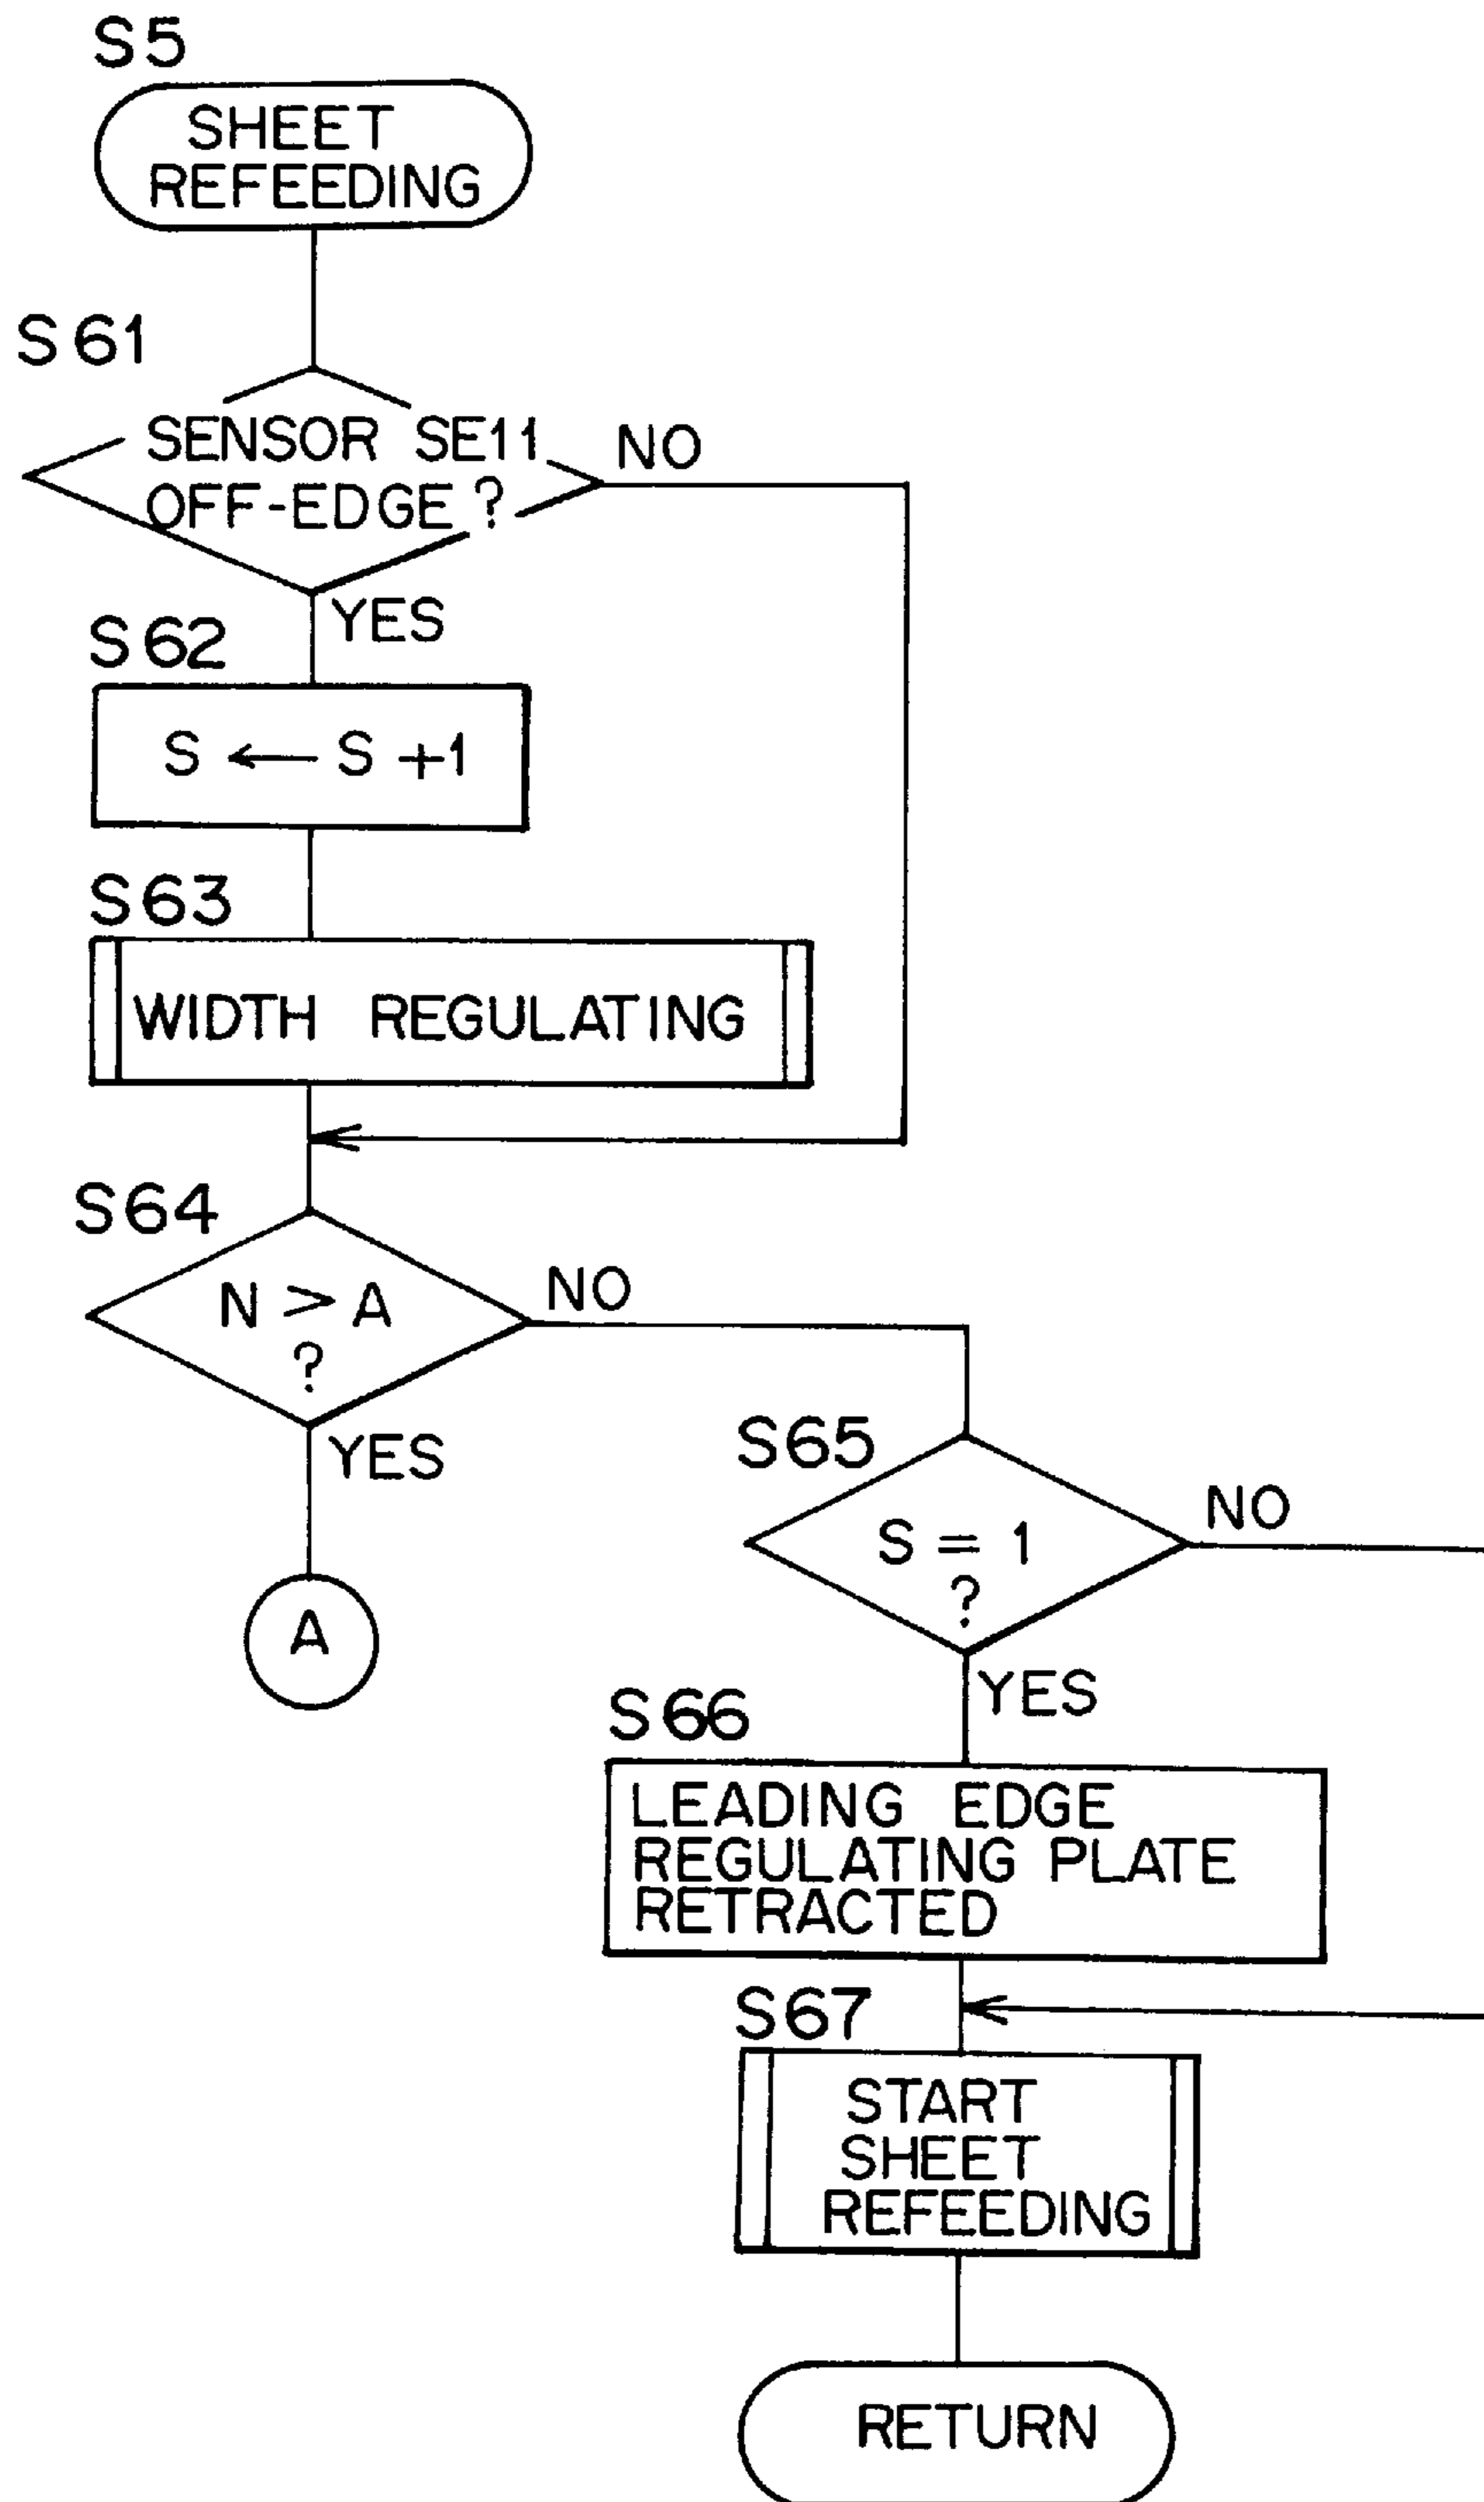 S5
SHEET
REFEEDING
S61
SENSOR SE11
OFF-EDGE ?
NO
YES
S62
S ← S +1
S63
WIDTH REGULATING
S64
N > A
?
NO
YES
A
S65
S = 1
?
NO
YES
S66
LEADING EDGE
REGULATING PLATE
RETRACTED
S67
START
SHEET
REFEEDING
RETURN